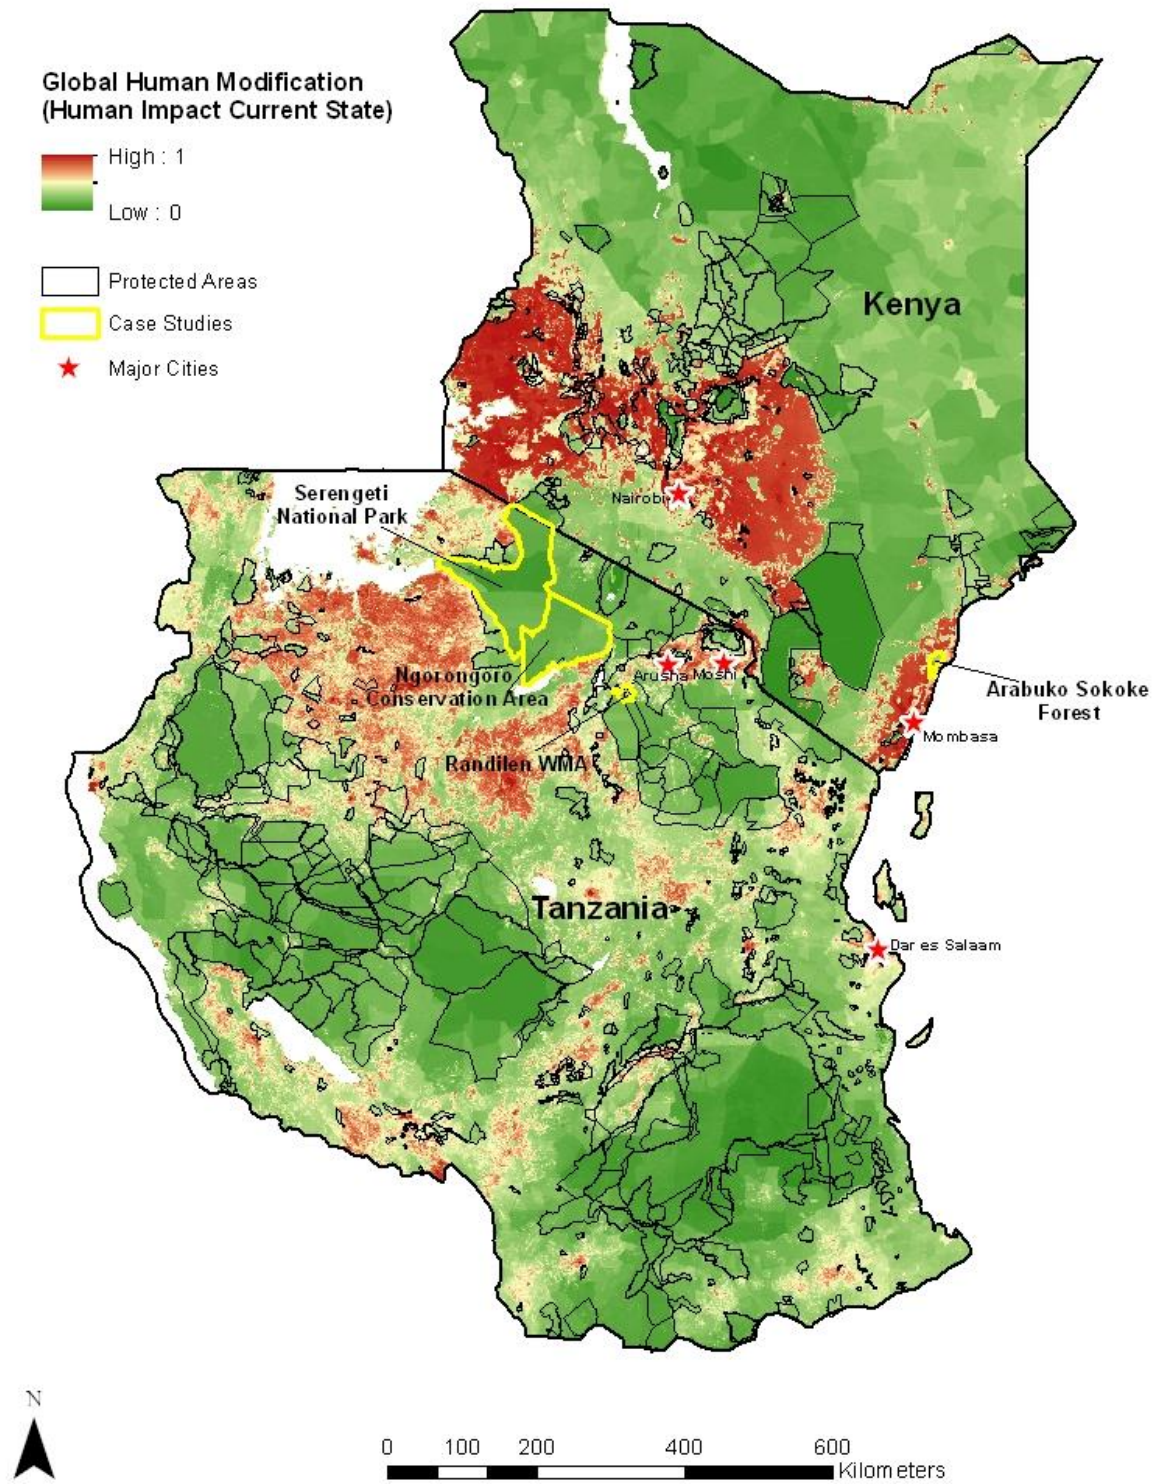 Global Human Modification
(Human Impact Current State)
High : 1
Low : 0
Protected Areas
Case Studies
Major Cities
Kenya
Serengeti
National Park
Nairobi
Ngorongoro
Conservation Area
Arusha
Moshi
Arabuko Sokoke
Forest
Mombasa
Randilen WMA
Tanzania
Dar es Salaam
N
0 100 200 400 600
Kilometers